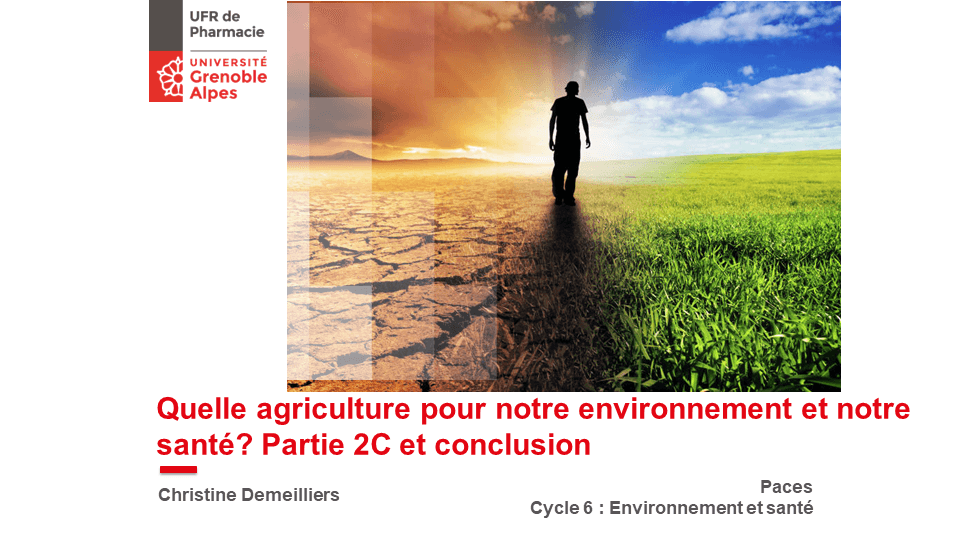 UFR de
Pharmacie
UNIVERSITÉ
Grenoble
Alpes
Quelle agriculture pour notre environnement et notre
santé? Partie 2C et conclusion
Christine Demeilliers
Paces
Cycle 6 : Environnement et santé